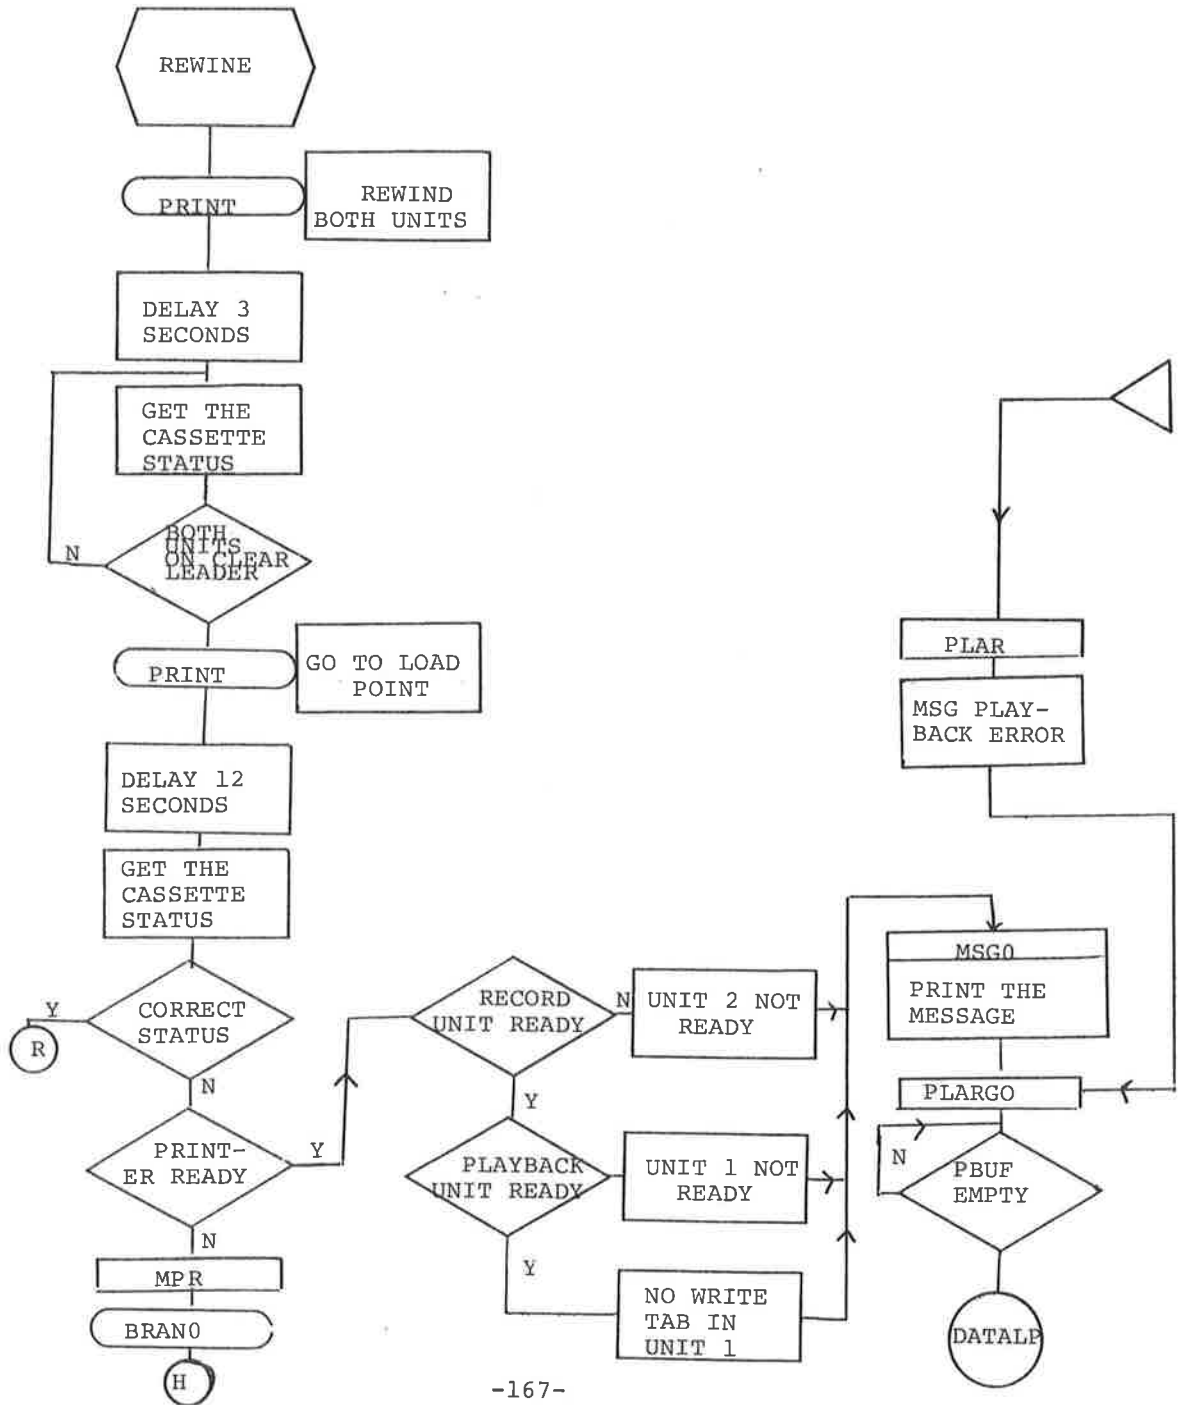 REWINE
PRINT
REWIND
BOTH UNITS
DELAY 3
SECONDS
GET THE
CASSETTE
STATUS
BOTH
UNITS
ON CLEAR
LEADER
N
PRINT
GO TO LOAD
POINT
DELAY 12
SECONDS
GET THE
CASSETTE
STATUS
CORRECT
STATUS
Y
R
N
PRINT-
ER READY
Y
N
MPR
BRAN0
H
RECORD
UNIT READY
N
UNIT 2 NOT
READY
Y
PLAYBACK
UNIT READY
UNIT 1 NOT
READY
Y
NO WRITE
TAB IN
UNIT 1
PLAR
MSG PLAY-
BACK ERROR
MSG0
PRINT THE
MESSAGE
PLARGO
N
PBUF
EMPTY
DATALP
-167-